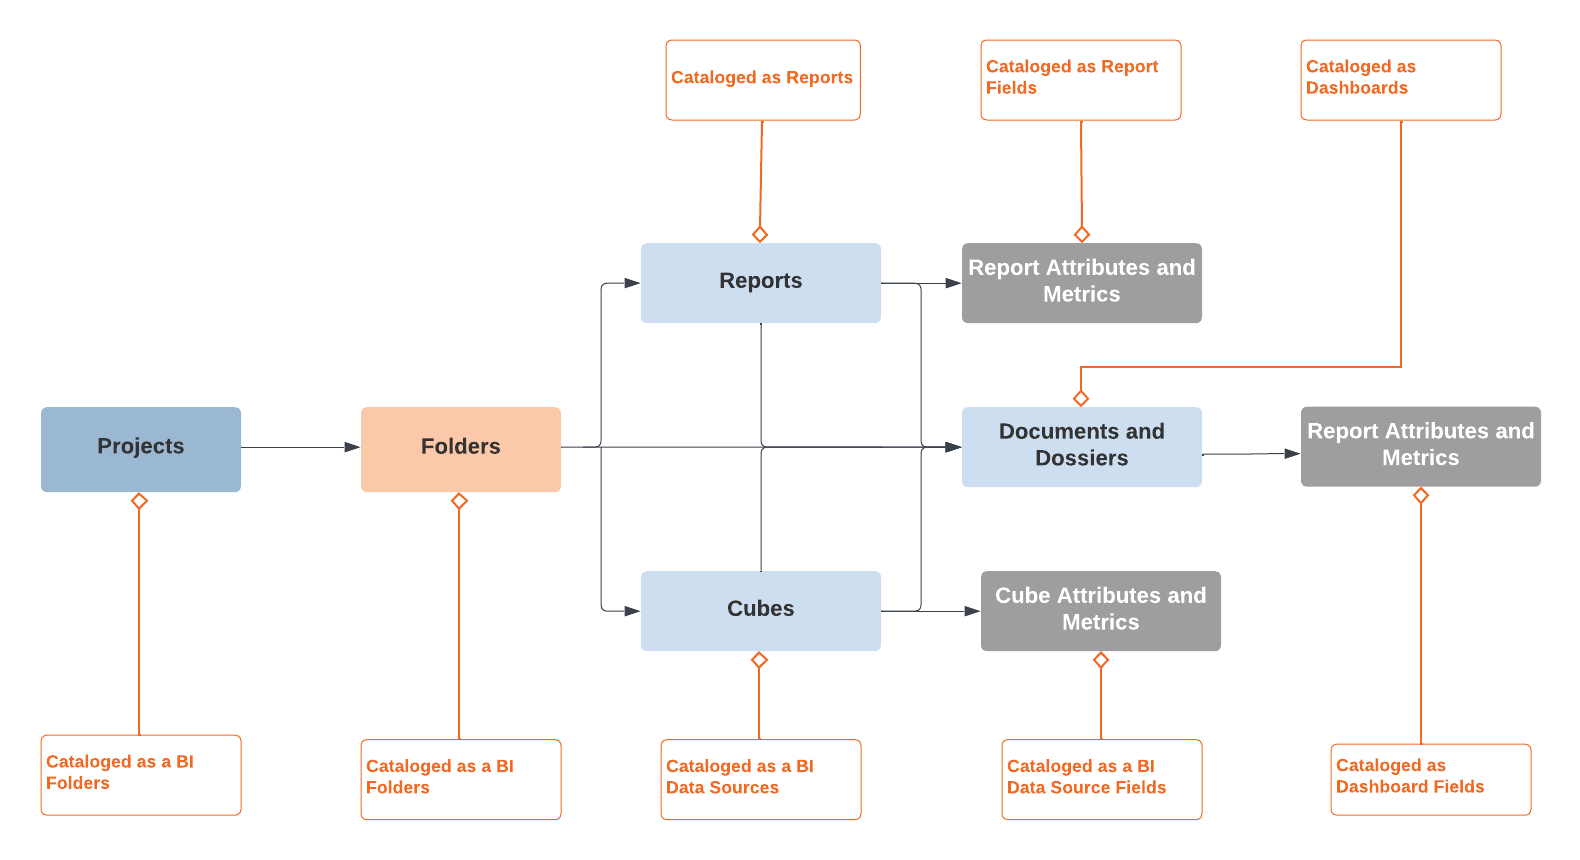 Cataloged as Reports
Cataloged as Report
Fields
Cataloged as
Dashboards
Reports
Report Attributes and
Metrics
Projects
Folders
Documents and
Dossiers
Report Attributes and
Metrics
Cubes
Cube Attributes and
Metrics
Cataloged as a BI
Folders
Cataloged as a BI
Folders
Cataloged as a BI
Data Sources
Cataloged as a BI
Data Source Fields
Cataloged as
Dashboard Fields